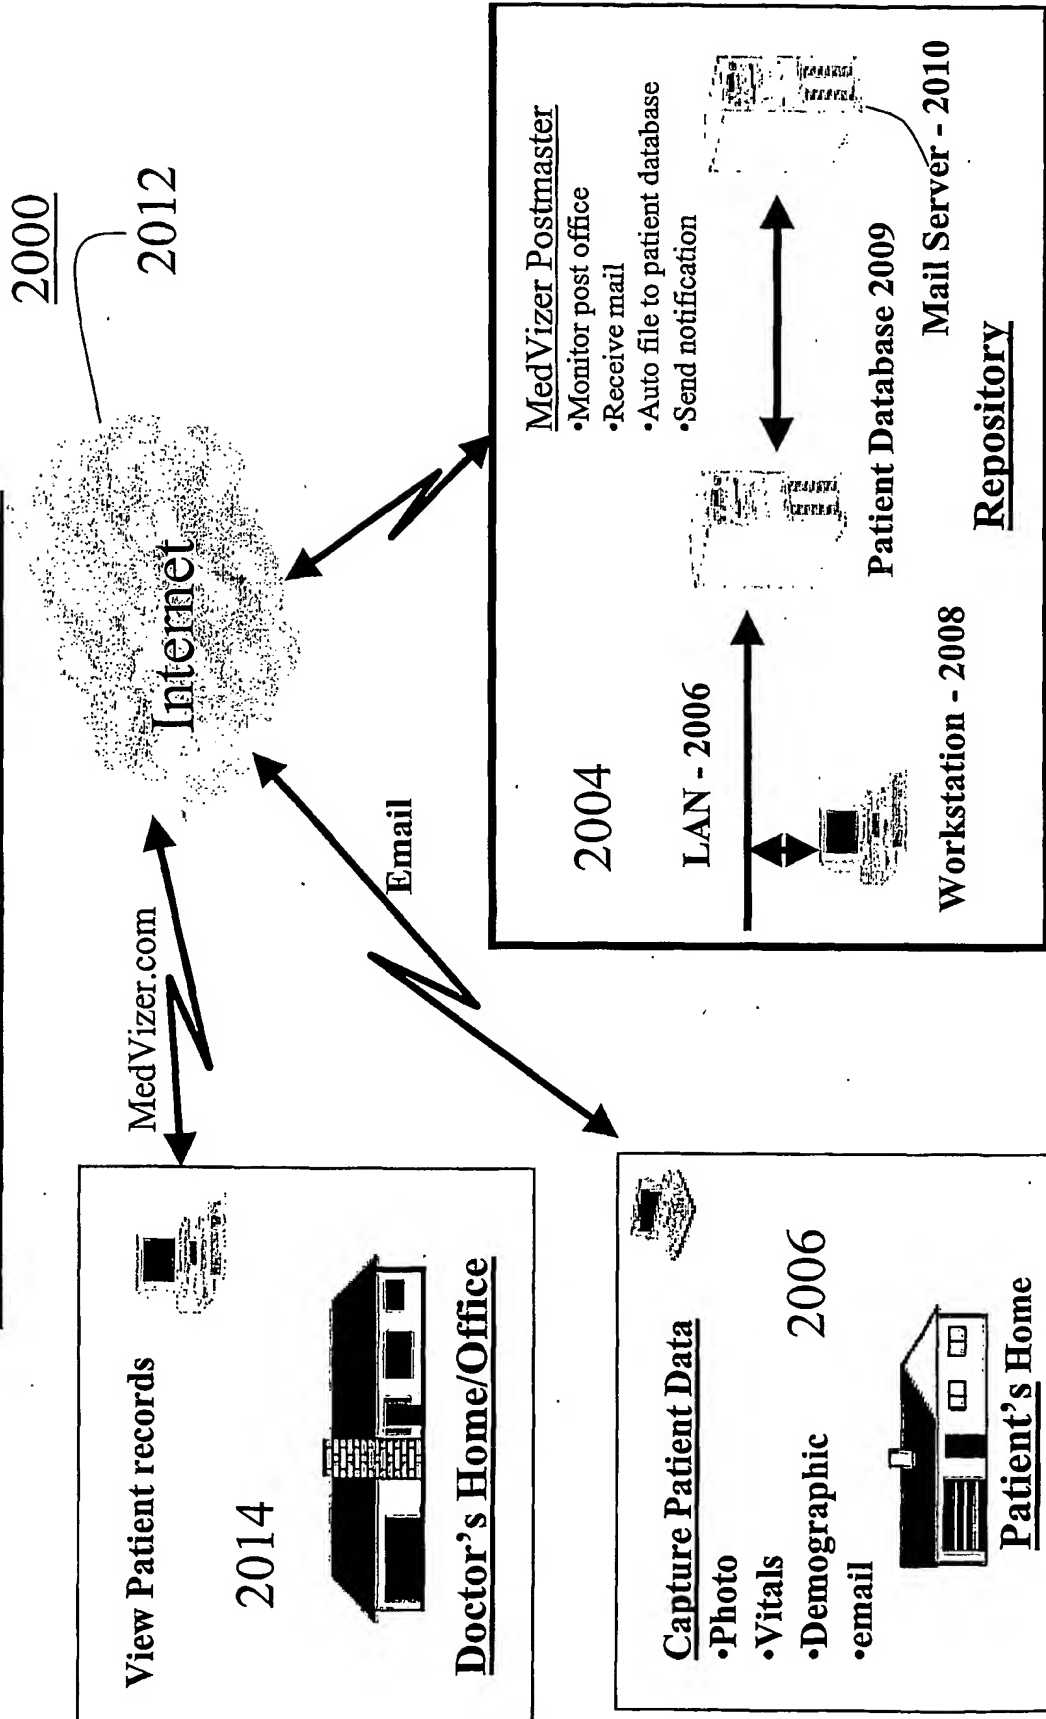 2000
2012
Internet
MedVizer.com
Email
View Patient records
2014
Doctor's Home/Office
Capture Patient Data
•Photo
•Vitals
•Demographic
•email
2006
Patient's Home
2004
MedVizer Postmaster
•Monitor post office
•Receive mail
•Auto file to patient database
•Send notification
LAN - 2006
Workstation - 2008
Patient Database 2009
Mail Server - 2010
Repository